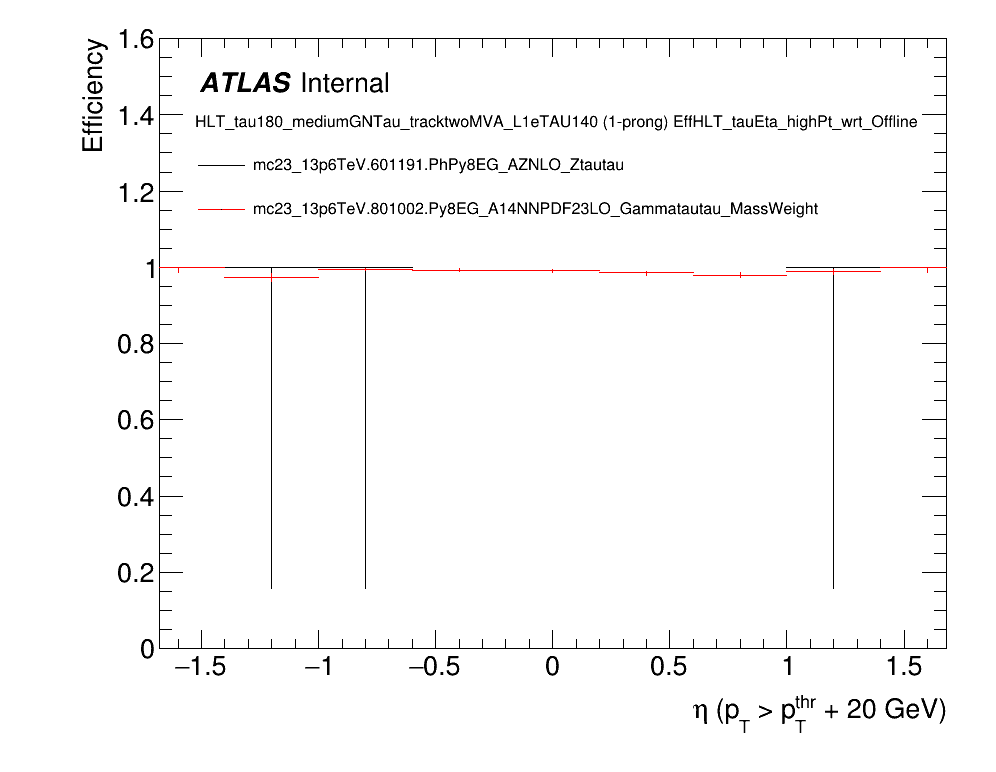 Efficiency
1.6
1.4
1.2
1
0.8
0.6
0.4
0.2
0
ATLAS Internal
HLT_tau180_mediumGNTau_tracktwoMVA_L1eTAU140 (1-prong) EffHLT_tauEta_highPt_wrt_Offline
mc23_13p6TeV.601191.PhPy8EG_AZNLO_Ztautau
mc23_13p6TeV.801002.Py8EG_A14NNPDF23LO_Gammatautau_MassWeight
−1.5 −1 −0.5 0 0.5 1 1.5
η (p_T > p_T^thr + 20 GeV)